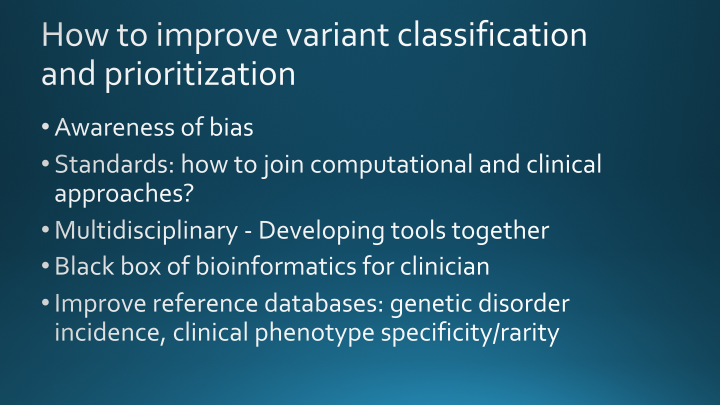 How to improve variant classification
and prioritization
• Awareness of bias
• Standards: how to join computational and clinical
approaches?
• Multidisciplinary - Developing tools together
• Black box of bioinformatics for clinician
• Improve reference databases: genetic disorder
incidence, clinical phenotype specificity/rarity